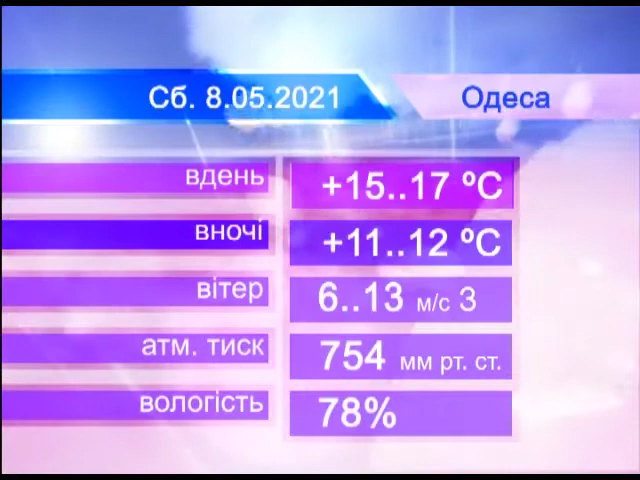 Сб. 8.05.2021 Одеса
вдень +15..17 ºC
вночі +11..12 ºC
вітер 6..13 м/с З
атм. тиск 754 мм рт. ст.
вологість 78%